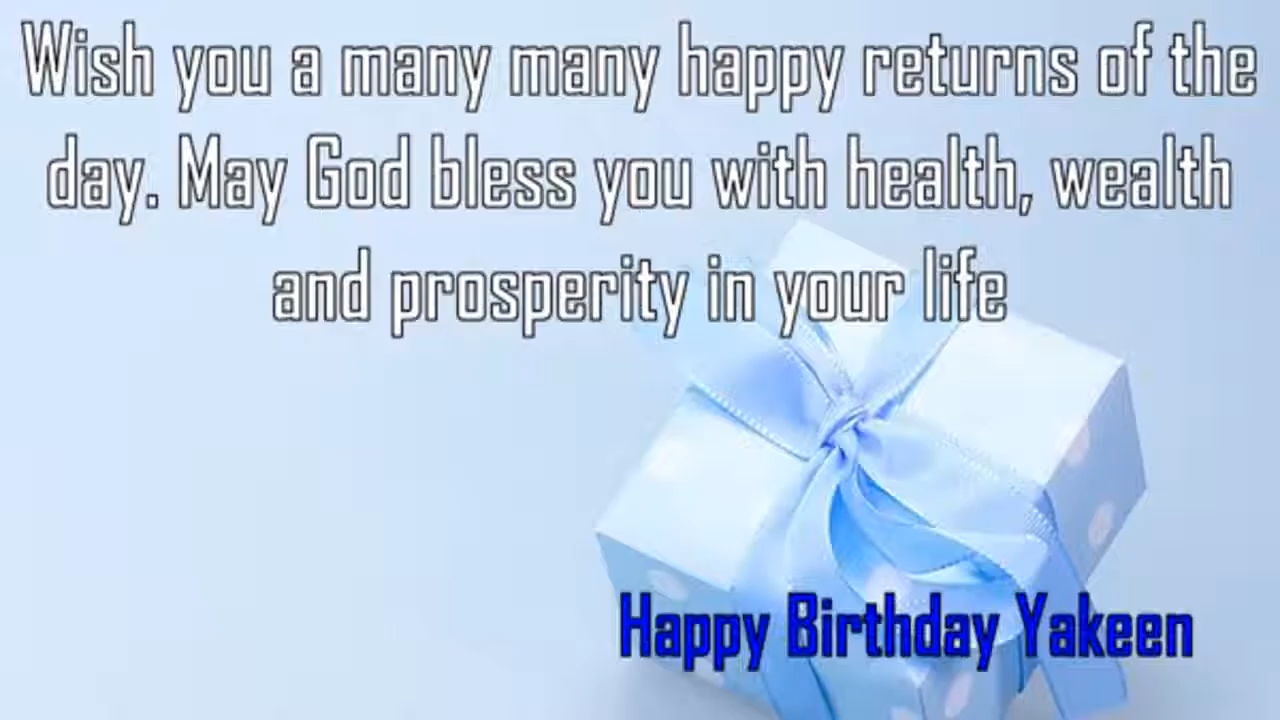 Wish you a many many happy returns of the
day. May God bless you with health, wealth
and prosperity in your life
Happy Birthday Yakeen